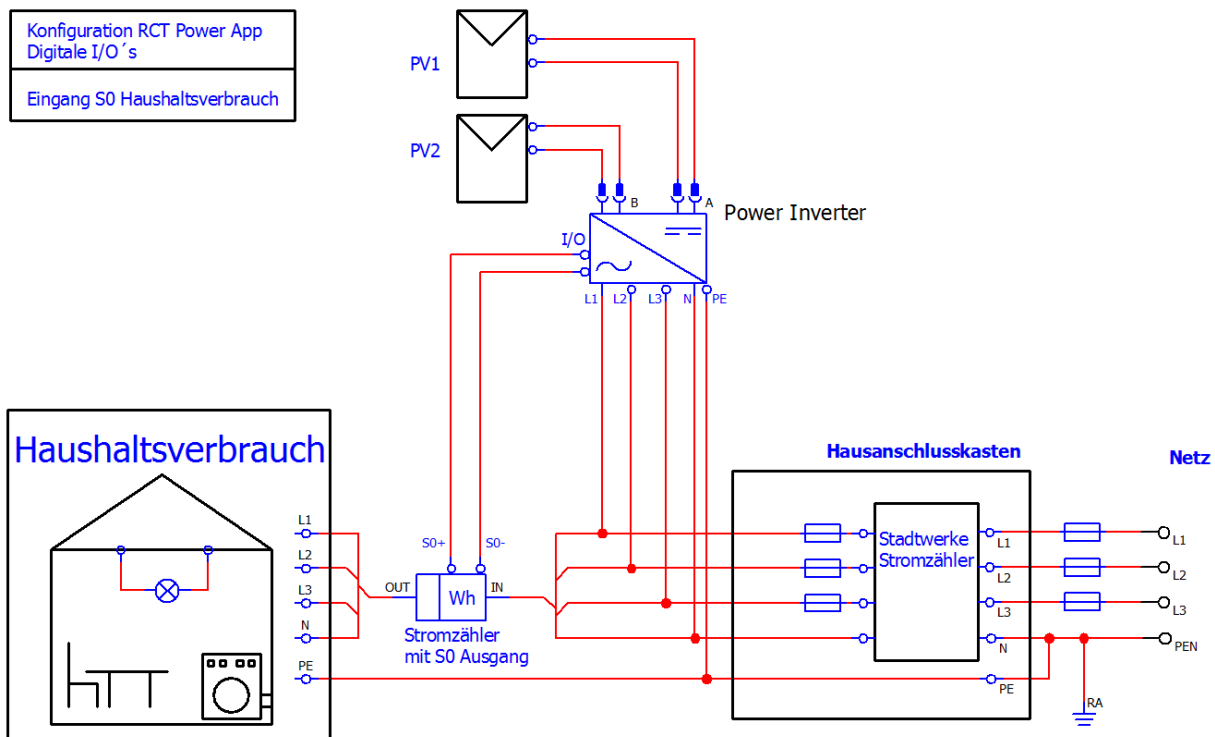 Konfiguration RCT Power App
Digitale I/O´s
Eingang S0 Haushaltsverbrauch
PV1
PV2
B
A
Power Inverter
I/O
L1
L2
L3
N
PE
Haushaltsverbrauch
L1
L2
L3
N
PE
S0+
S0-
OUT
Wh
IN
Stromzähler
mit S0 Ausgang
Hausanschlusskasten
Stadtwerke
Stromzähler
L1
L2
L3
N
PE
Netz
L1
L2
L3
PEN
RA